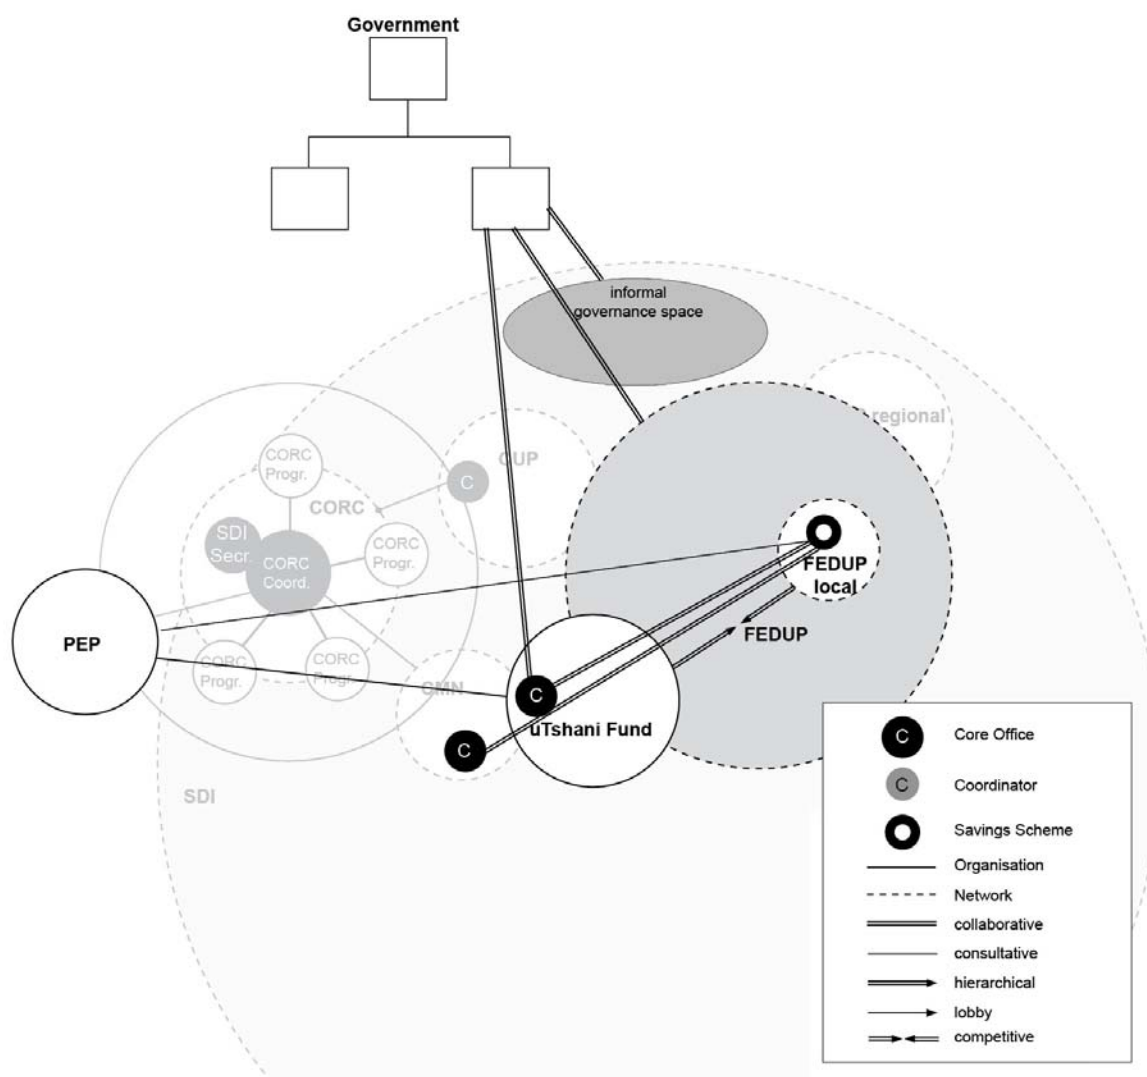 Government
informal
governance space
regional
CUP
C
CORC
Progr.
CORC
SDI
Secr.
CORC
Coord.
CORC
Progr.
FEDUP
local
FEDUP
PEP
CORC
Progr.
CORC
Progr.
GMN
C
uTshani Fund
C
SDI
C
Core Office
C
Coordinator
Savings Scheme
Organisation
Network
collaborative
consultative
hierarchical
lobby
competitive